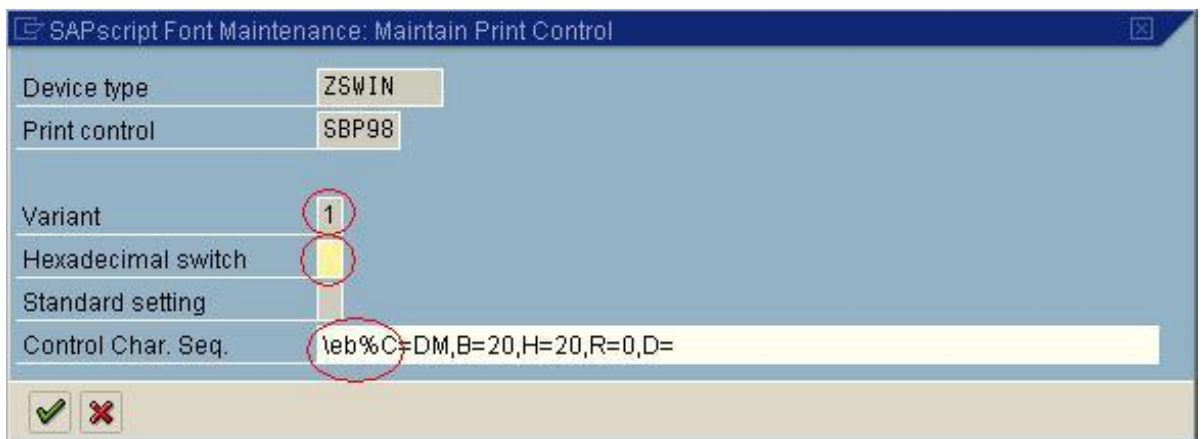 SAPscript Font Maintenance: Maintain Print Control
Device type ZSWIN
Print control SBP98
Variant 1
Hexadecimal switch
Standard setting
Control Char. Seq. \eb%C=DM,B=20,H=20,R=0,D=